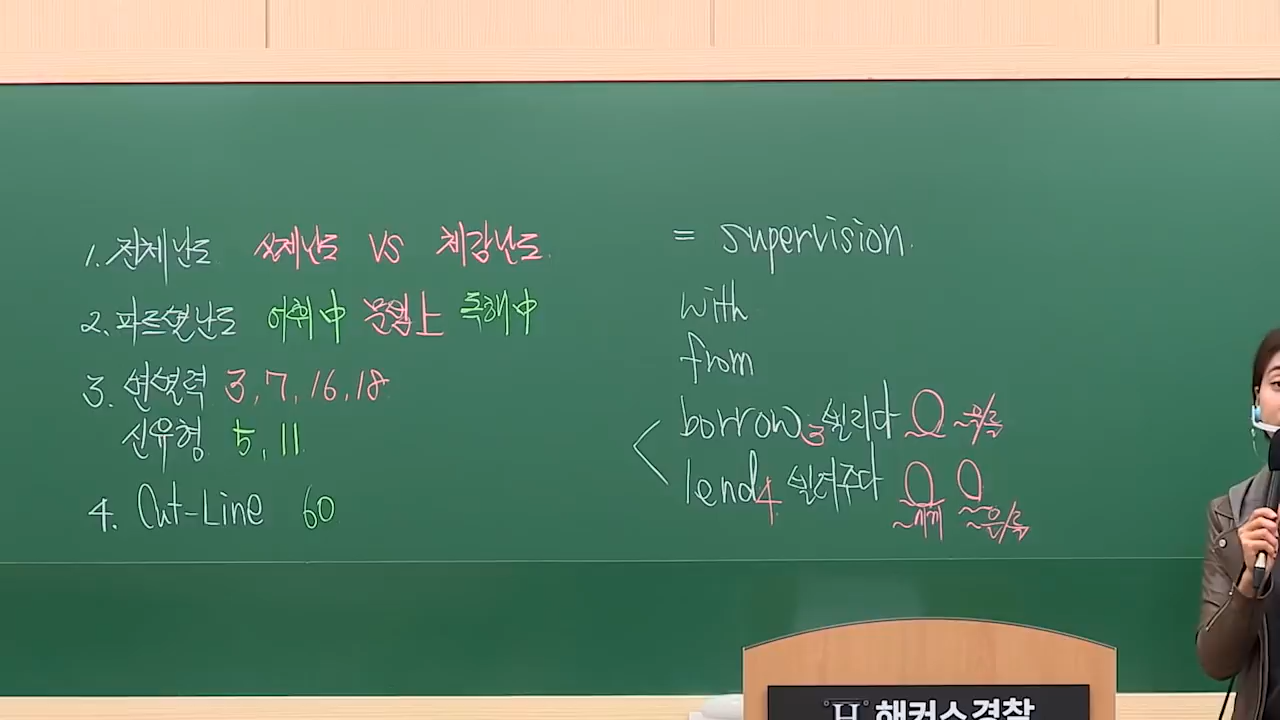 1. 전체난도 실제난도 VS 체감난도
2. 파트별난도 어휘中 문법上 독해中
3. 변별력 3, 7, 16, 18
신유형 5, 11
4. Cut-Line 60
= supervision.
with
from
borrow 3 빌리다 O ~을/를
lend 4 빌려주다 O O
~에게 ~을/를
H 해커스경찰